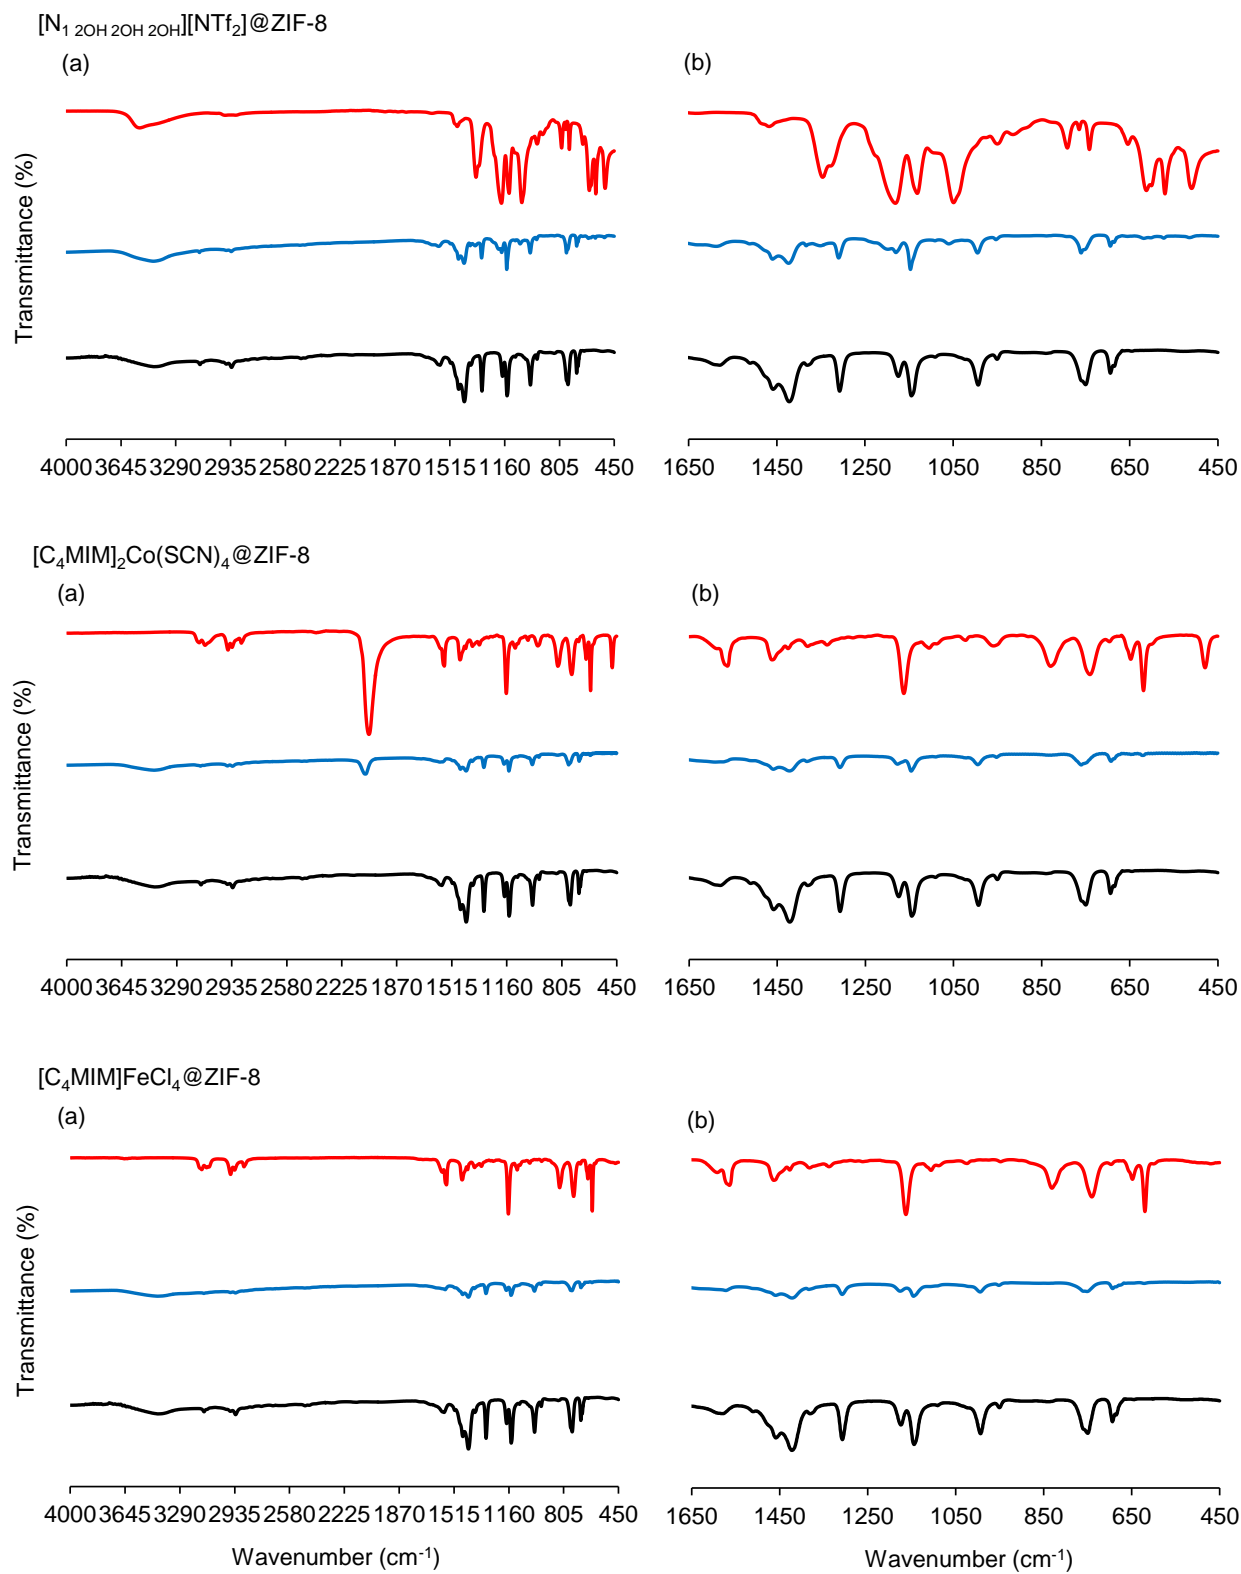 [N₁ ₂OH ₂OH ₂OH][NTf₂]@ZIF-8
(a)
(b)
Transmittance (%)
4000 3645 3290 2935 2580 2225 1870 1515 1160 805 450
1650 1450 1250 1050 850 650 450
[C₄MIM]₂Co(SCN)₄@ZIF-8
(a)
(b)
Transmittance (%)
4000 3645 3290 2935 2580 2225 1870 1515 1160 805 450
1650 1450 1250 1050 850 650 450
[C₄MIM]FeCl₄@ZIF-8
(a)
(b)
Transmittance (%)
4000 3645 3290 2935 2580 2225 1870 1515 1160 805 450
1650 1450 1250 1050 850 650 450
Wavenumber (cm⁻¹)
Wavenumber (cm⁻¹)